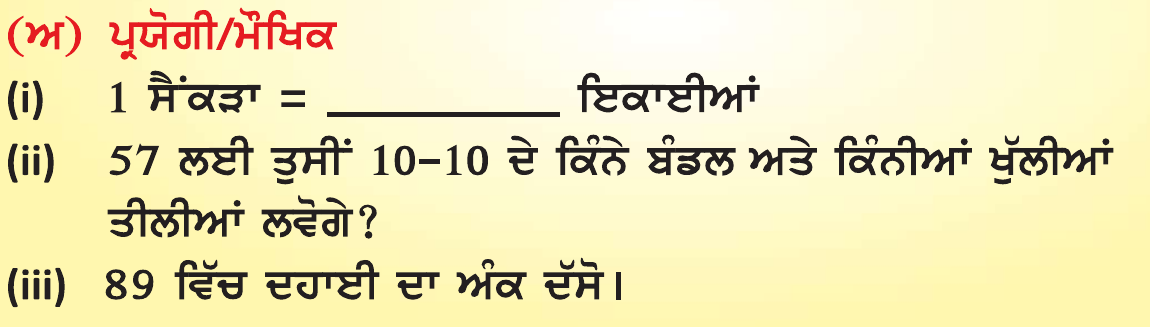 (ਅ) ਪ੍ਰਯੋਗੀ/ਮੌਖਿਕ
(i) 1 ਸੈਂਕੜਾ = __________ ਇਕਾਈਆਂ
(ii) 57 ਲਈ ਤੁਸੀਂ 10–10 ਦੇ ਕਿੰਨੇ ਬੰਡਲ ਅਤੇ ਕਿੰਨੀਆਂ ਖੁੱਲੀਆਂ
ਤੀਲੀਆਂ ਲਵੋਗੇ?
(iii) 89 ਵਿੱਚ ਦਹਾਈ ਦਾ ਅੰਕ ਦੱਸੋ।